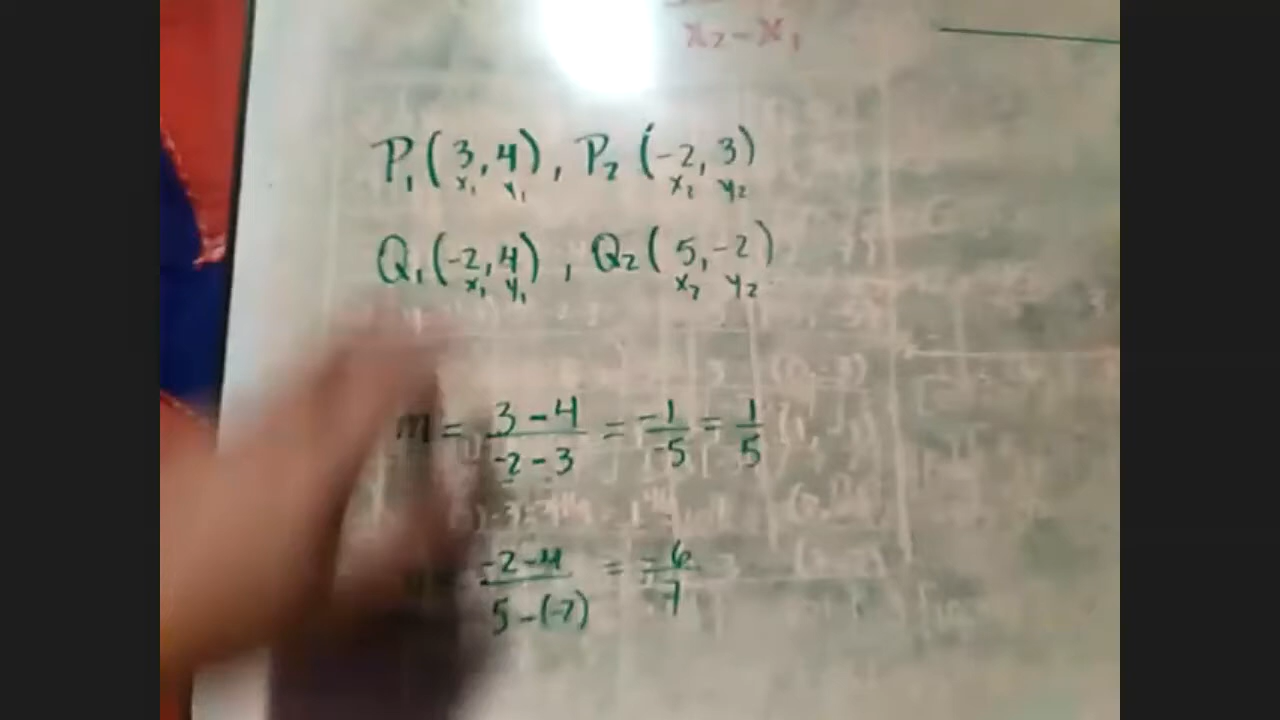 x₂ - x₁
P₁(3, 4), P₂(-2, 3)
x₁ y₁ x₂ y₂
Q₁(-2, 4), Q₂(5, -2)
x₁ y₁ x₂ y₂
m = 3 - 4 / -2 - 3 = -1 / -5 = 1 / 5
-2 - 4 / 5 - (-2) = -6 / 7